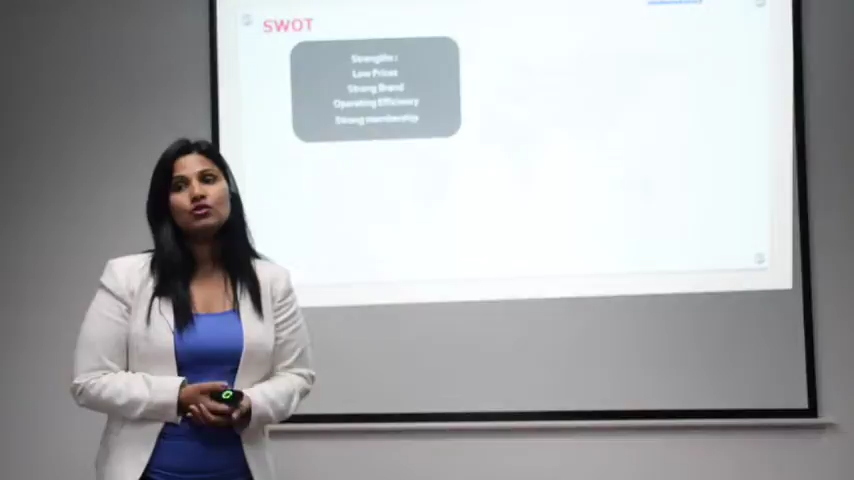 SWOT
Strengths :
Low Prices
Strong Brand
Operating Efficiency
Strong membership